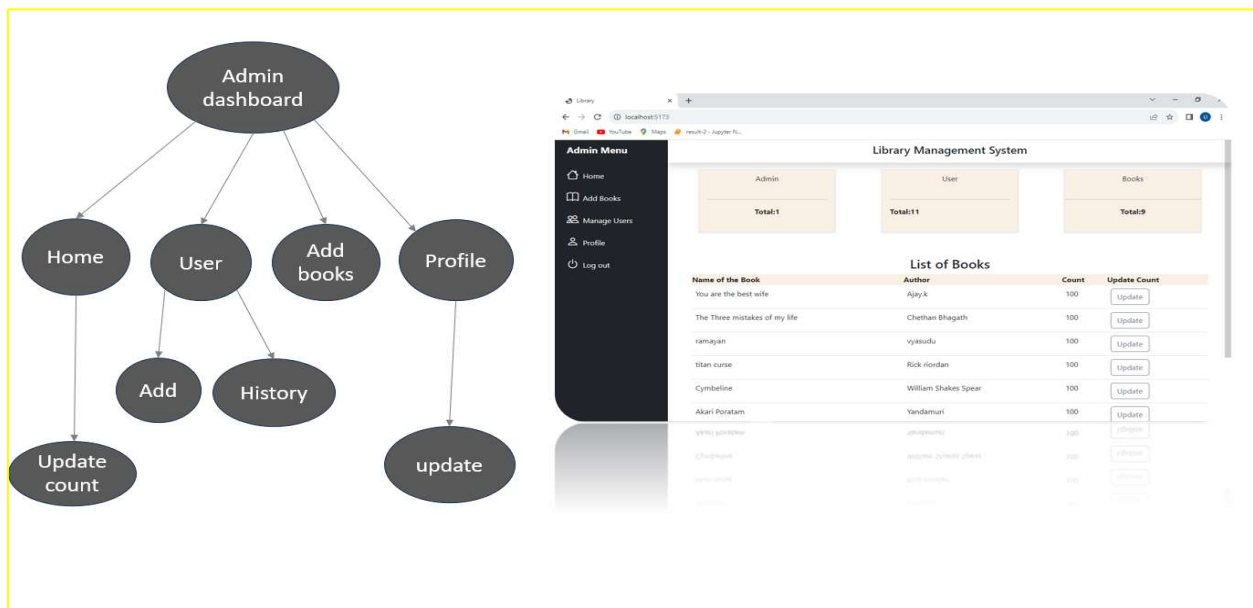 Admin
dashboard
Home
User
Add
books
Profile
Add
History
Update
count
update
Library
localhost:5173
Gmail YouTube Maps result-2 - Jupyter N...
Admin Menu
Home
Add Books
Manage Users
Profile
Log out
Library Management System
Admin User Books
Total:1 Total:11 Total:9
List of Books
Name of the Book Author Count Update Count
You are the best wife Ajay.k 100 Update
The Three mistakes of my life Chethan Bhagath 100 Update
ramayan vyasudu 100 Update
titan curse Rick riordan 100 Update
Cymbeline William Shakes Spear 100 Update
Akari Poratam Yandamuri 100 Update